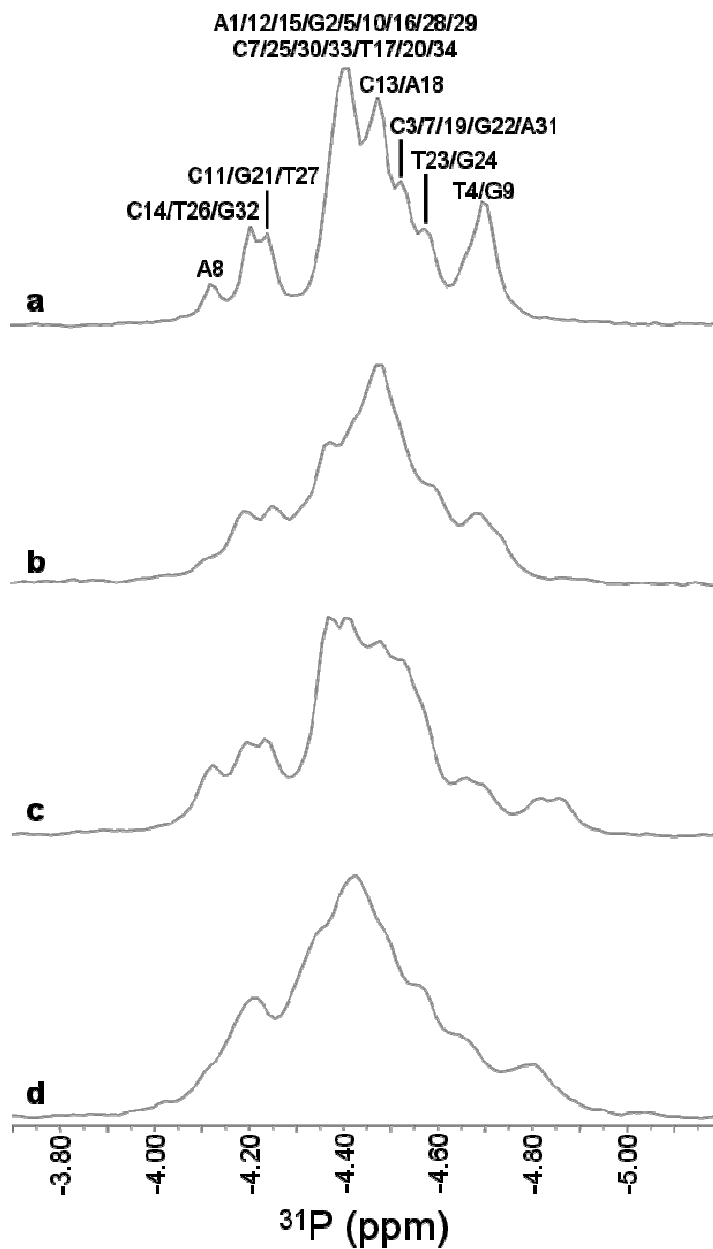 A1/12/15/G2/5/10/16/28/29
C7/25/30/33/T17/20/34
C13/A18
C3/7/19/G22/A31
T23/G24
C11/G21/T27
T4/G9
C14/T26/G32
A8
a
b
c
d
-3.80 -4.00 -4.20 -4.40 -4.60 -4.80 -5.00
³¹P (ppm)